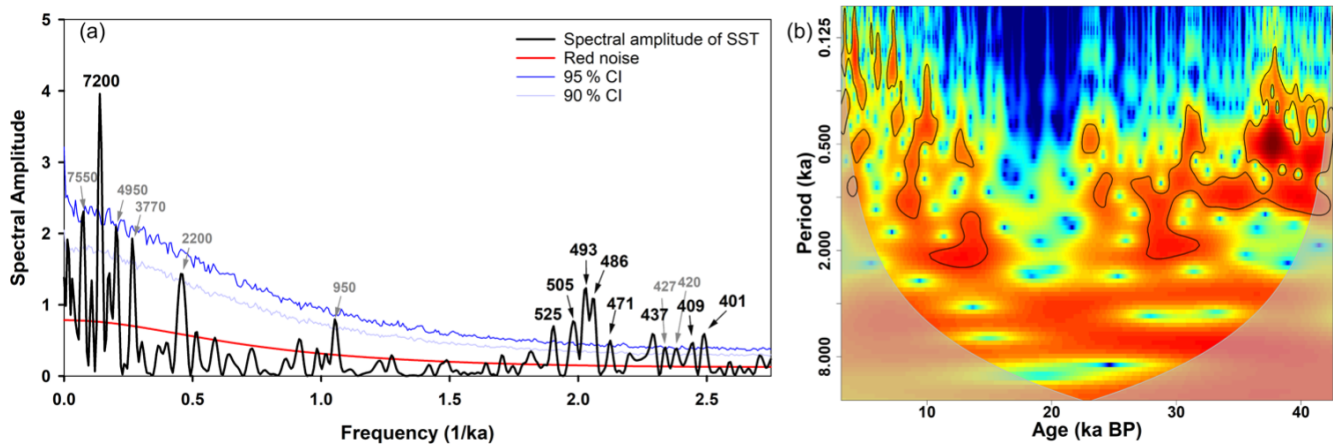 (a)
Spectral amplitude of SST
Red noise
95 % CI
90 % CI
7200
7550
4950
3770
2200
950
525
505
493
486
471
437
427
420
409
401
5
4
3
2
1
0
Spectral Amplitude
0.0 0.5 1.0 1.5 2.0 2.5
Frequency (1/ka)
(b)
0.125
0.500
2.000
8.000
Period (ka)
10 20 30 40
Age (ka BP)